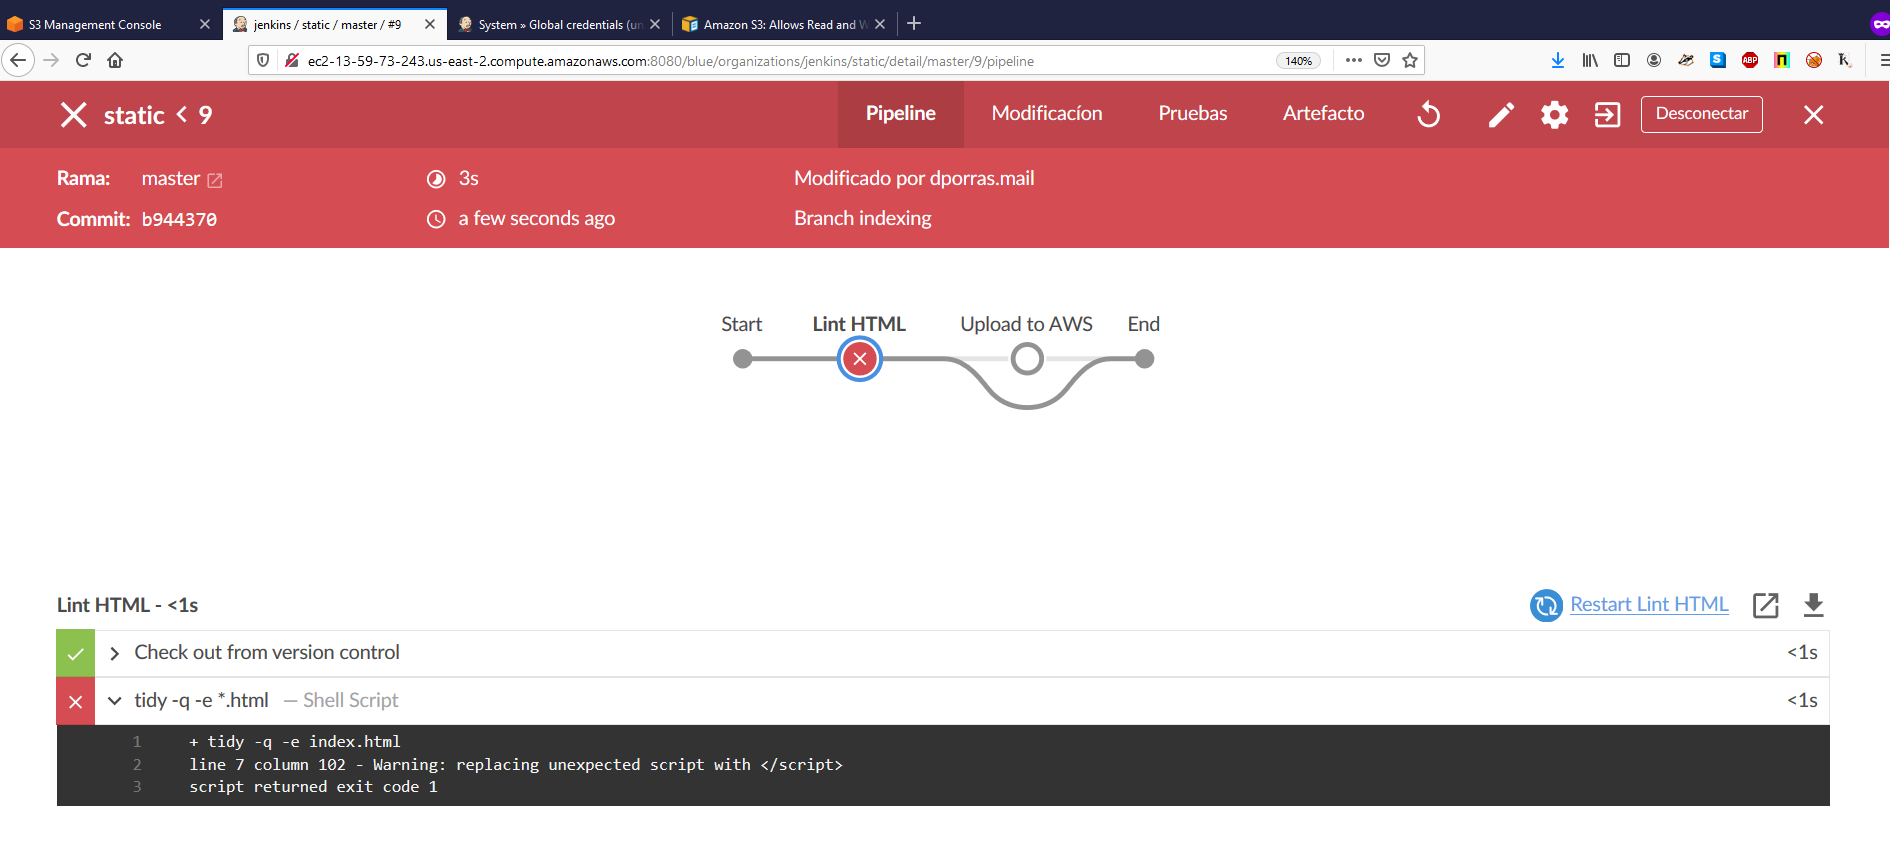 S3 Management Console
jenkins / static / master / #9
System » Global credentials (un
Amazon S3: Allows Read and W
ec2-13-59-73-243.us-east-2.compute.amazonaws.com:8080/blue/organizations/jenkins/static/detail/master/9/pipeline
140%
S
ABP
static < 9
Pipeline
Modificacíon
Pruebas
Artefacto
Desconectar
Rama: master
3s
Modificado por dporras.mail
Commit: b944370
a few seconds ago
Branch indexing
Start
Lint HTML
Upload to AWS
End
Lint HTML - <1s
Restart Lint HTML
Check out from version control
<1s
tidy -q -e *.html — Shell Script
<1s
1 + tidy -q -e index.html
2 line 7 column 102 - Warning: replacing unexpected script with </script>
3 script returned exit code 1